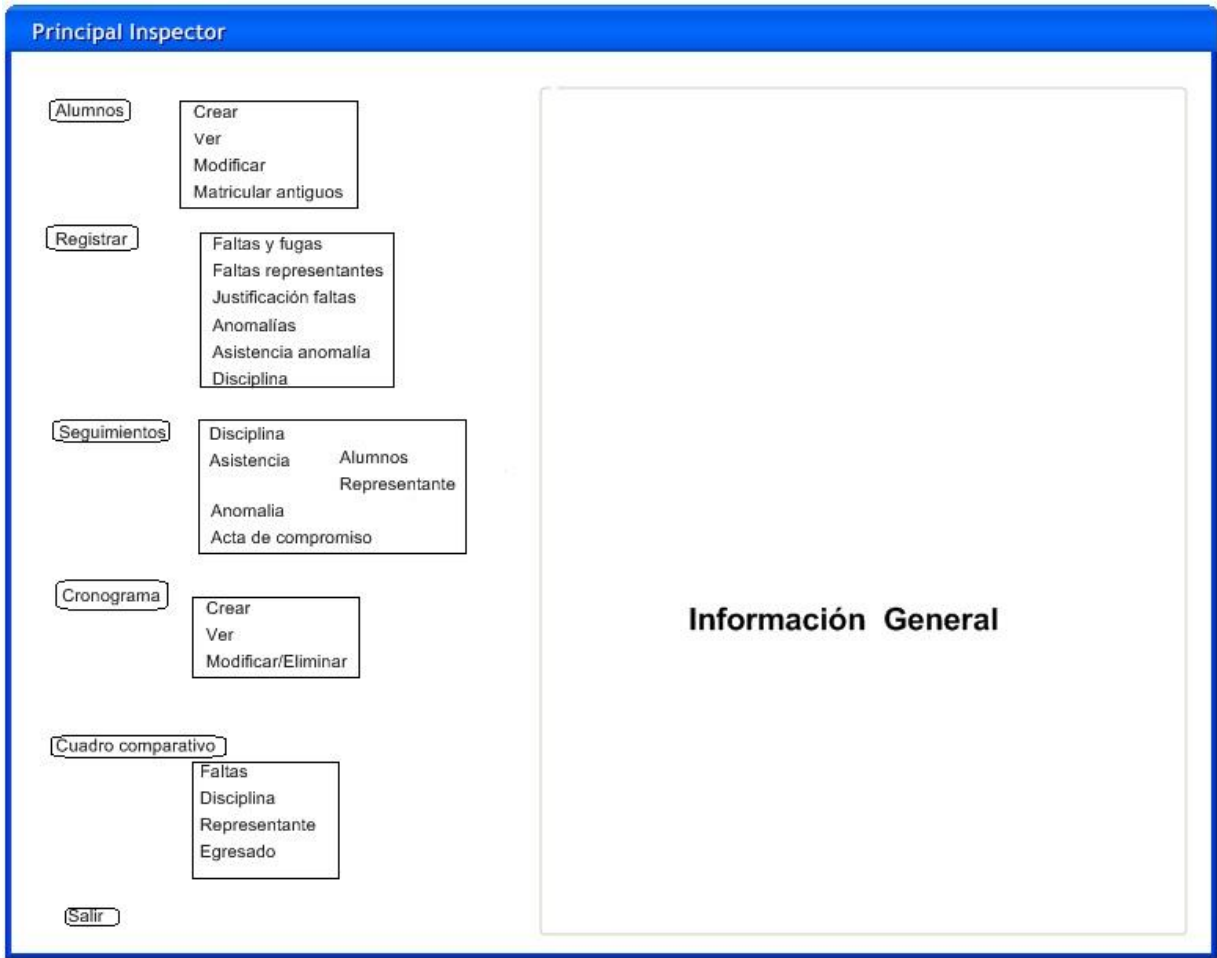 Principal Inspector
Alumnos
Crear
Ver
Modificar
Matricular antiguos
Registrar
Faltas y fugas
Faltas representantes
Justificación faltas
Anomalías
Asistencia anomalía
Disciplina
Seguimientos
Disciplina
Asistencia
Alumnos
Representante
Anomalia
Acta de compromiso
Cronograma
Crear
Ver
Modificar/Eliminar
Cuadro comparativo
Faltas
Disciplina
Representante
Egresado
Salir
Información General